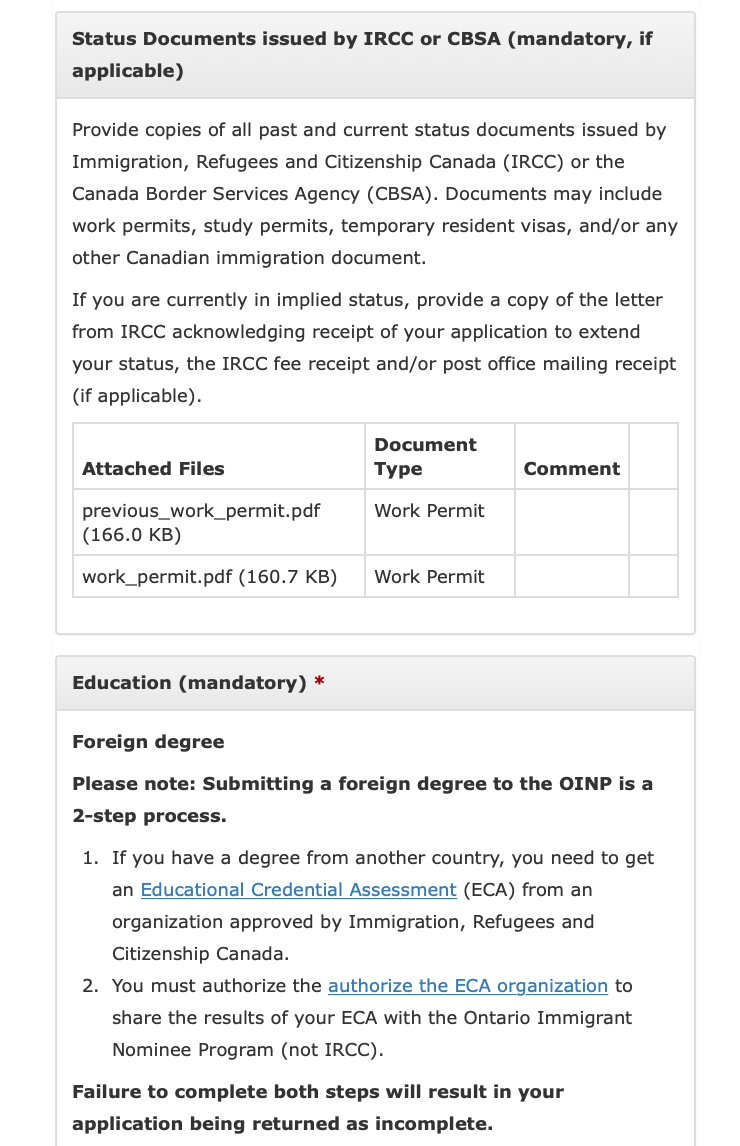 Status Documents issued by IRCC or CBSA (mandatory, if
applicable)
Provide copies of all past and current status documents issued by
Immigration, Refugees and Citizenship Canada (IRCC) or the
Canada Border Services Agency (CBSA). Documents may include
work permits, study permits, temporary resident visas, and/or any
other Canadian immigration document.
If you are currently in implied status, provide a copy of the letter
from IRCC acknowledging receipt of your application to extend
your status, the IRCC fee receipt and/or post office mailing receipt
(if applicable).
Attached Files Document Type Comment
previous_work_permit.pdf (166.0 KB) Work Permit
work_permit.pdf (160.7 KB) Work Permit
Education (mandatory) *
Foreign degree
Please note: Submitting a foreign degree to the OINP is a
2-step process.
1. If you have a degree from another country, you need to get
an Educational Credential Assessment (ECA) from an
organization approved by Immigration, Refugees and
Citizenship Canada.
2. You must authorize the authorize the ECA organization to
share the results of your ECA with the Ontario Immigrant
Nominee Program (not IRCC).
Failure to complete both steps will result in your
application being returned as incomplete.